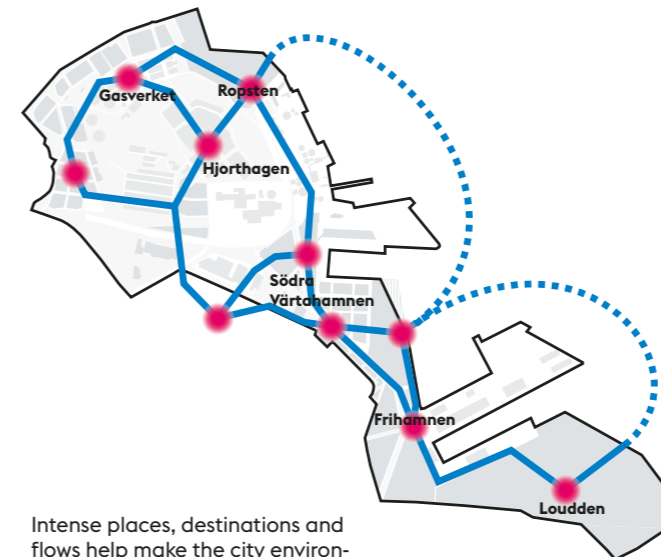 Gasverket
Ropsten
Hjorthagen
Södra
Värtahamnen
Frihamnen
Loudden
Intense places, destinations and
flows help make the city environ-